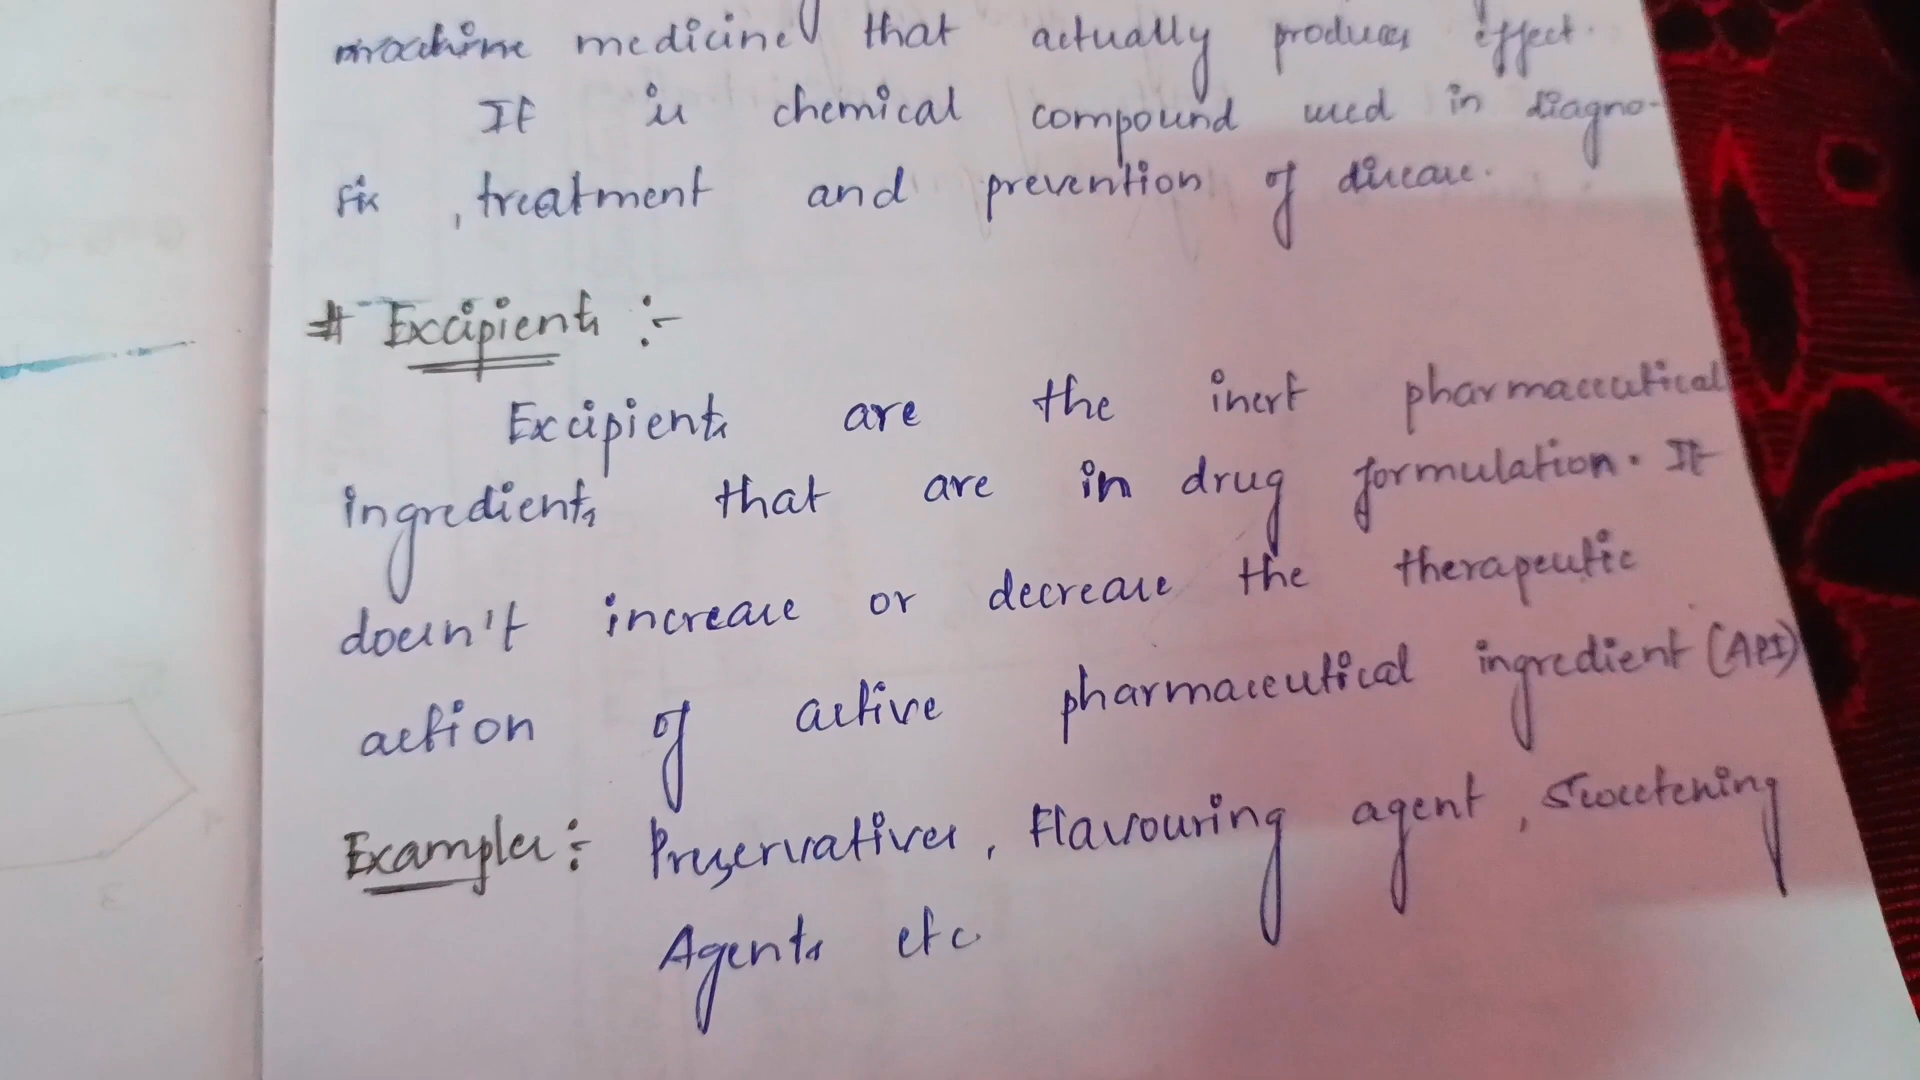 medicine that actually produces effect.
It is chemical compound used in diagno-
sis , treatment and prevention of disease.
# Excipients :-
Excipients are the inert pharmaceutical
ingredients that are in drug formulation. It
doesn't increase or decrease the therapeutic
action of active pharmaceutical ingredient (API)
Examples :- Preservatives, Flavouring agent, Sweetening
Agents etc